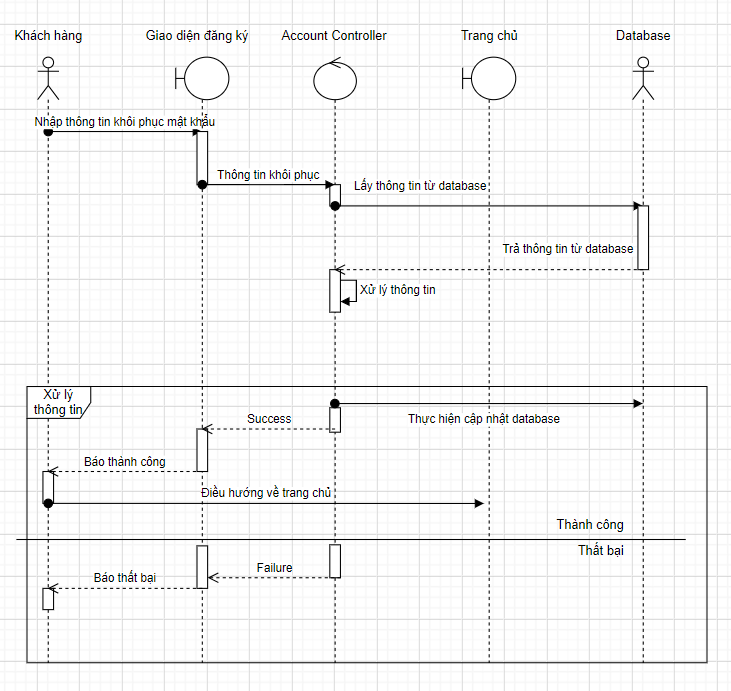 Khách hàng
Giao diện đăng ký
Account Controller
Trang chủ
Database
Nhập thông tin khôi phục mật khẩu
Thông tin khôi phục
Lấy thông tin từ database
Trả thông tin từ database
Xử lý thông tin
Xử lý
thông tin
Success
Thực hiện cập nhật database
Báo thành công
Điều hướng về trang chủ
Thành công
Thất bại
Failure
Báo thất bại